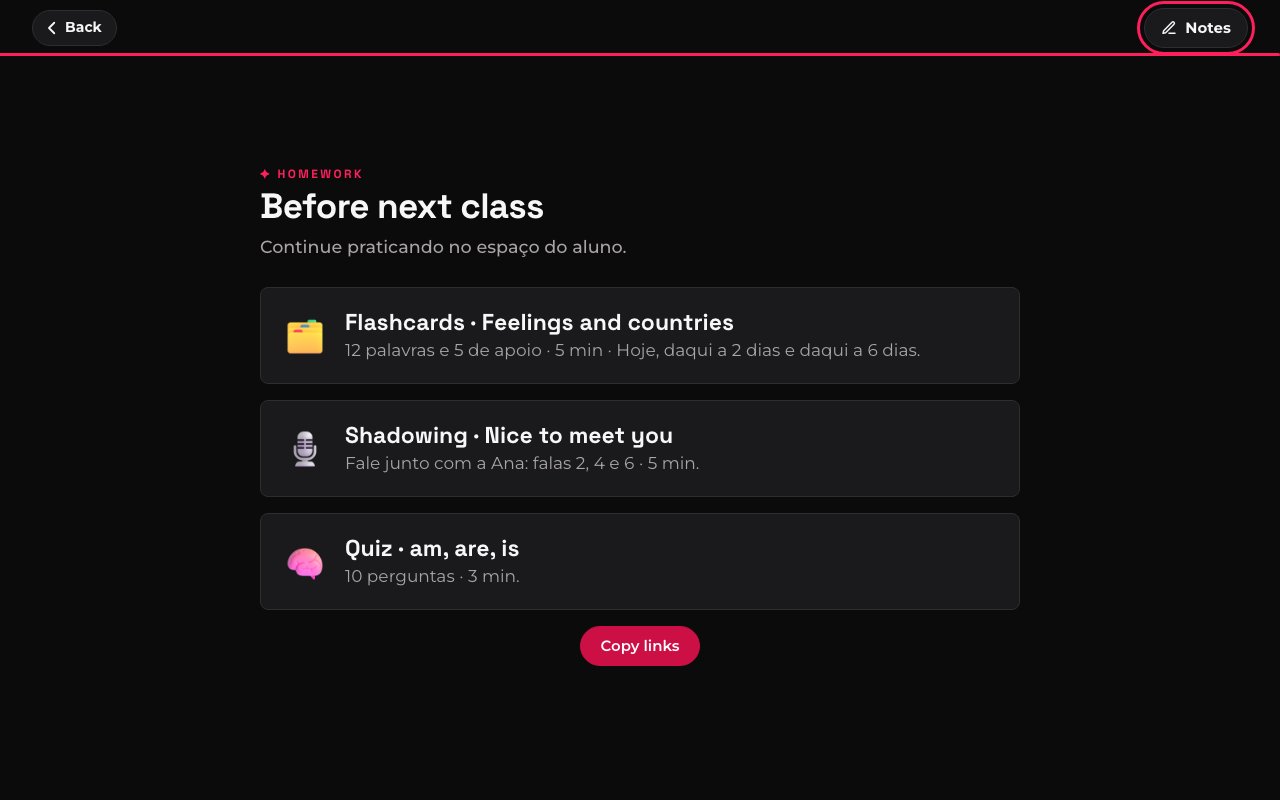 Back
Notes
HOMEWORK
Before next class
Continue praticando no espaço do aluno.
Flashcards · Feelings and countries
12 palavras e 5 de apoio · 5 min · Hoje, daqui a 2 dias e daqui a 6 dias.
Shadowing · Nice to meet you
Fale junto com a Ana: falas 2, 4 e 6 · 5 min.
Quiz · am, are, is
10 perguntas · 3 min.
Copy links